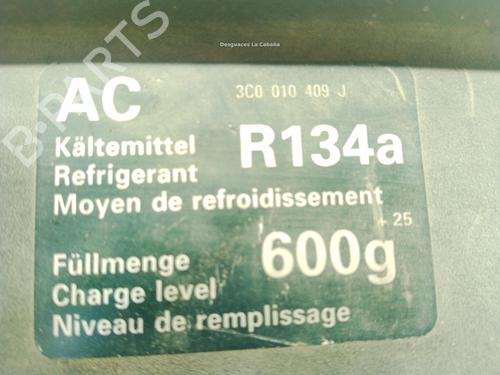 Desguaces La Cabaña
AC
3C0 010 409 J
Kältemittel
R134a
Refrigerant
Moyen de refroidissement
+ 25
Füllmenge
600g
Charge level
Niveau de remplissage
B-PARTS